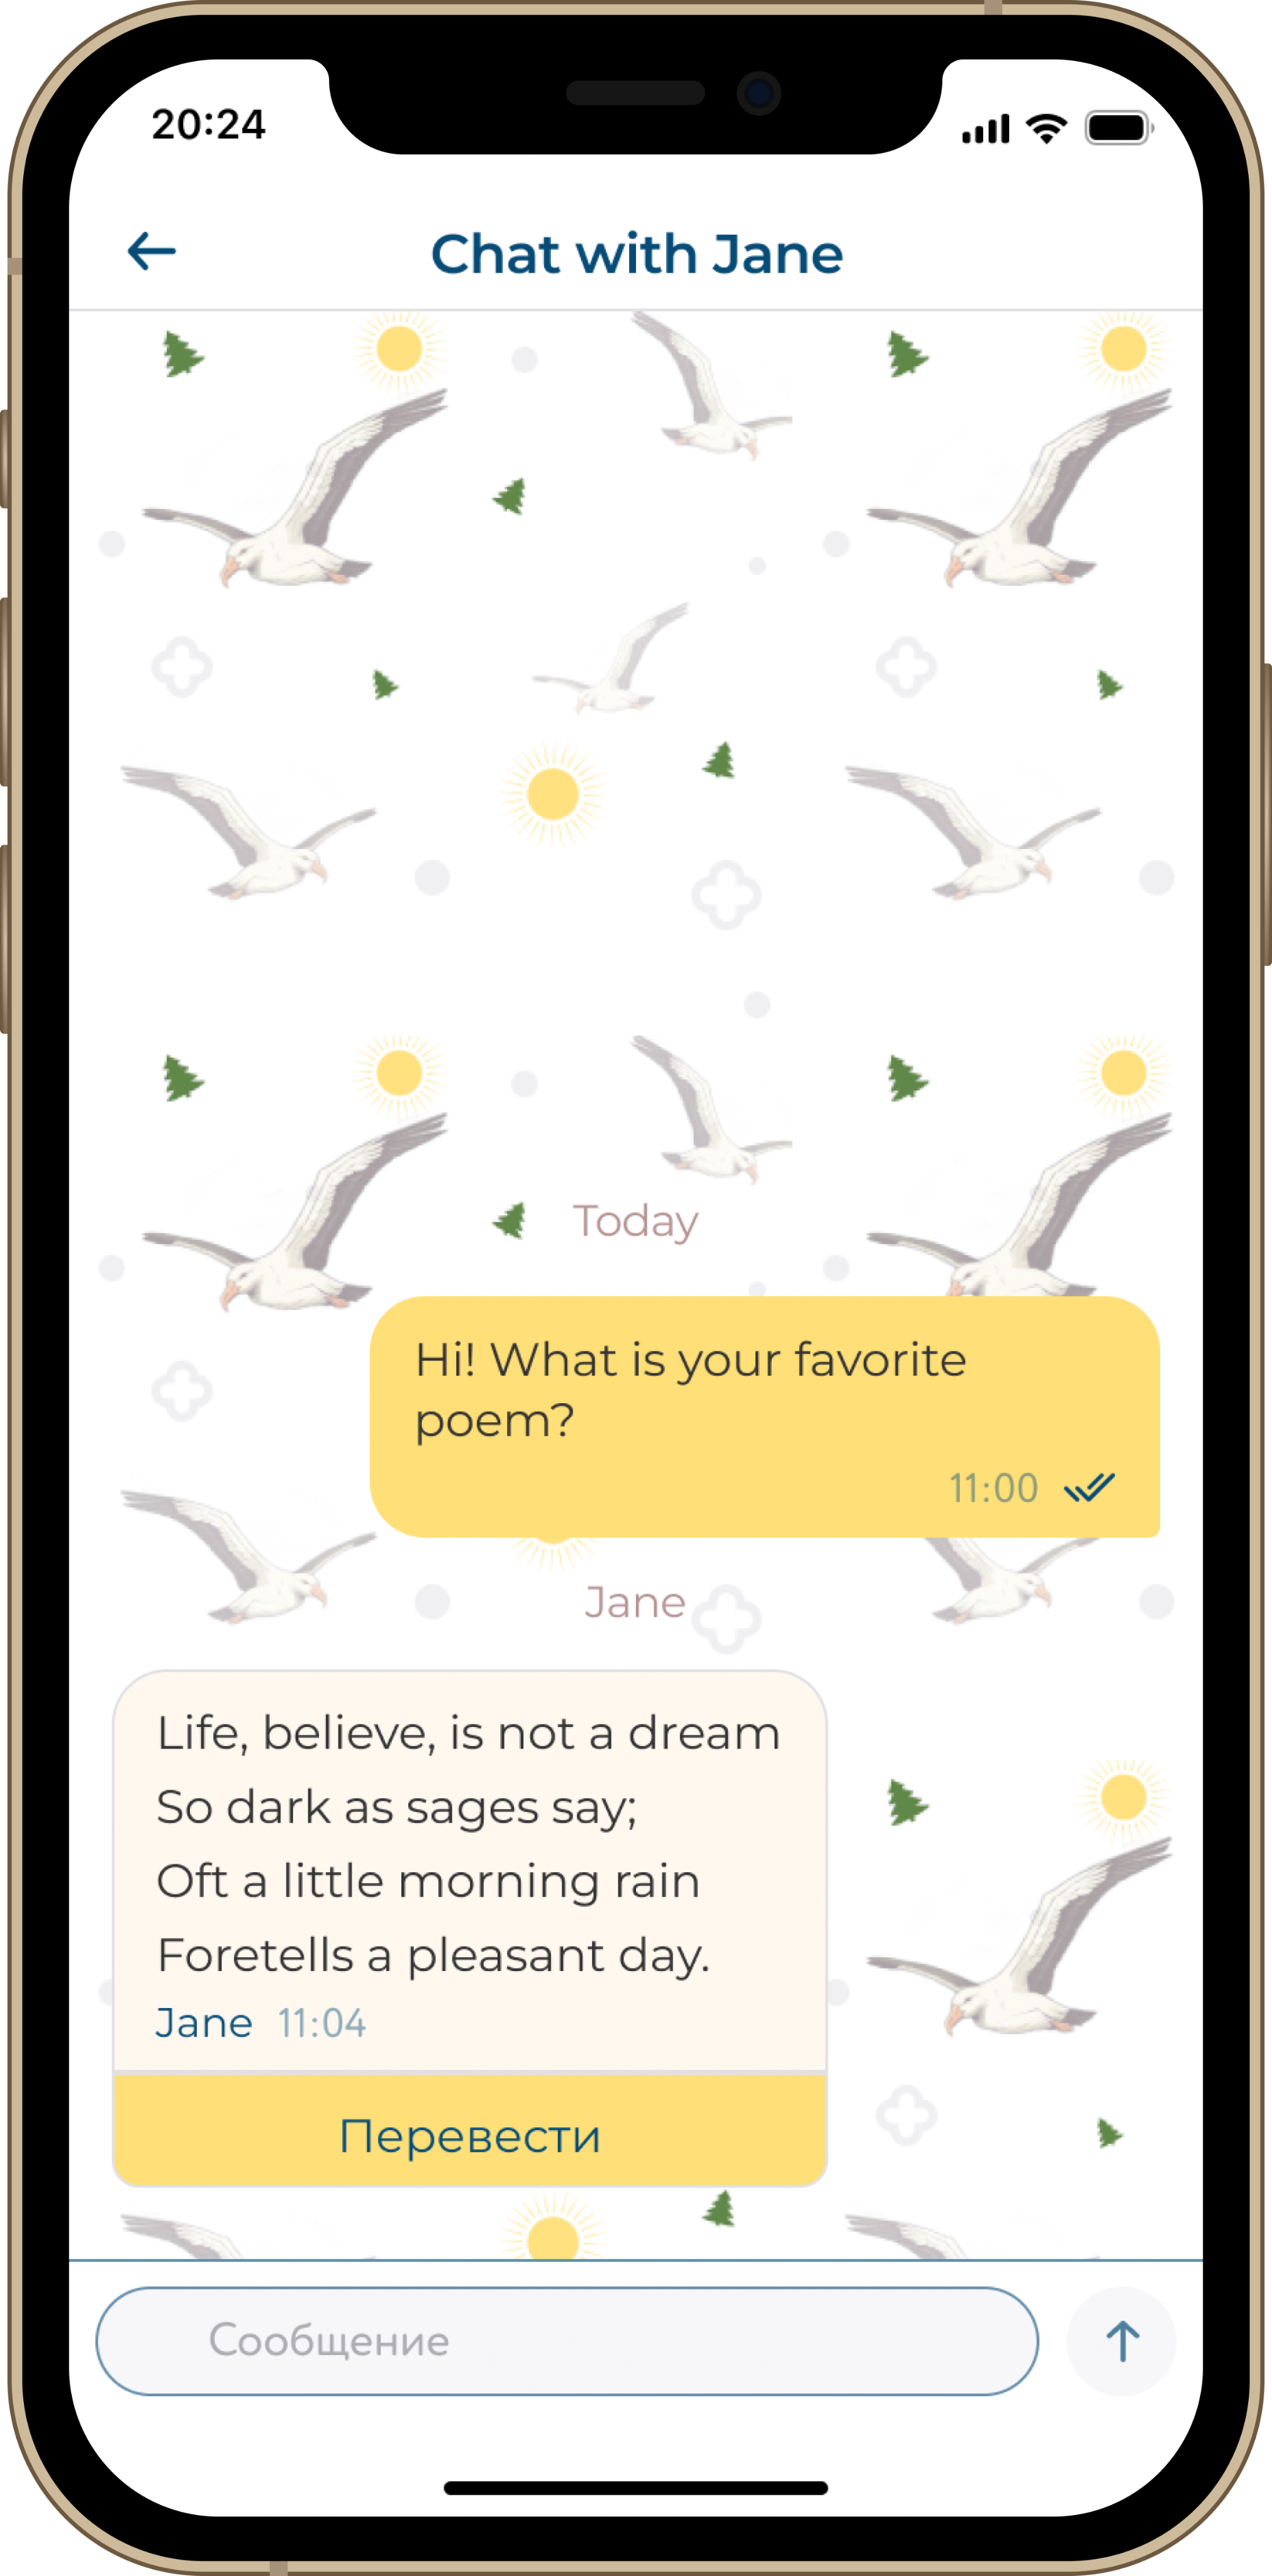 20:24
Chat with Jane
Today
Hi! What is your favorite
poem?
11:00
Jane
Life, believe, is not a dream
So dark as sages say;
Oft a little morning rain
Foretells a pleasant day.
Jane 11:04
Перевести
Сообщение